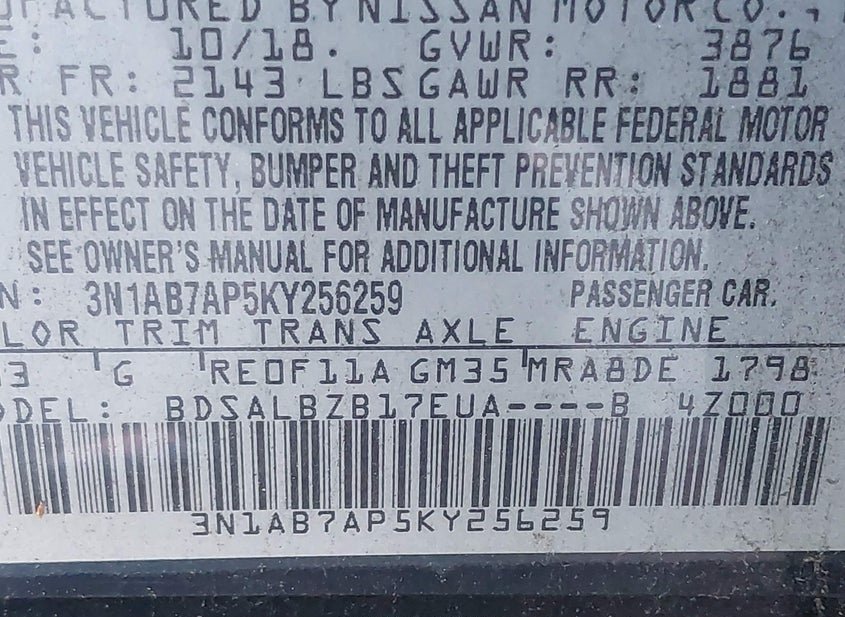 UFACTURED BY NISSAN MOTOR CO.,
E: 10/18. GVWR: 3876
R FR: 2143 LBS GAWR RR: 1881
THIS VEHICLE CONFORMS TO ALL APPLICABLE FEDERAL MOTOR
VEHICLE SAFETY, BUMPER AND THEFT PREVENTION STANDARDS
IN EFFECT ON THE DATE OF MANUFACTURE SHOWN ABOVE.
SEE OWNER'S MANUAL FOR ADDITIONAL INFORMATION.
N: 3N1AB7AP5KY256259 PASSENGER CAR.
LOR TRIM TRANS AXLE ENGINE
3 G RE0F11A GM35 MRA8DE 1798
ODEL: BDSALBZB17EUA----B 4Z000
3N1AB7AP5KY256259